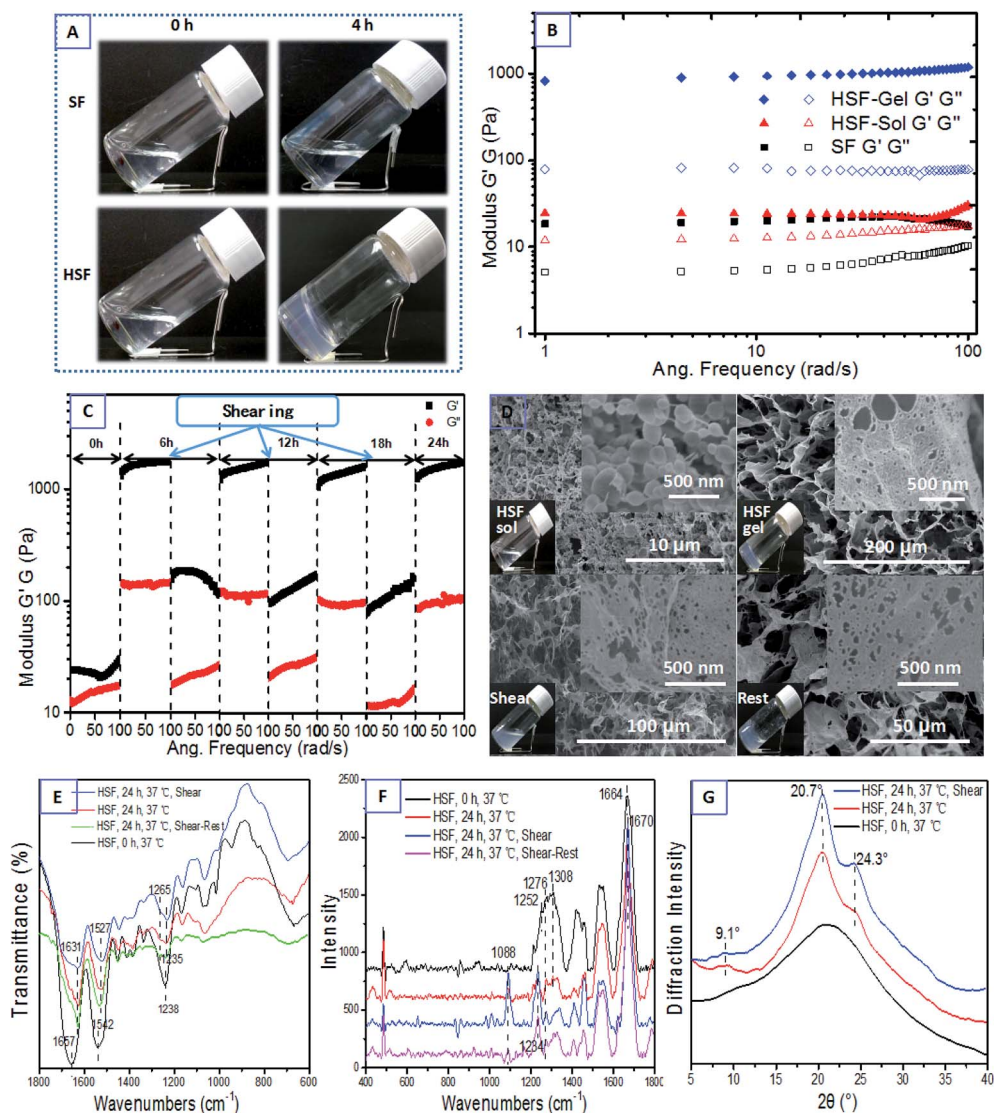 A
0 h
4h
SF
HSF
B
Modulus G' G (Pa)
1000
100
10
1
HSF-Gel G' G"
HSF-Sol G' G"
SF G' G"
1
10
100
Ang. Frequency (rad/s)
C
Shear ing
G'
G"
0h
6h
12h
18h
24h
Modulus G' G (Pa)
1000
100
10
0 50 100 50 100 50 100 50 100 50 100 50 100 50 100 50 100
Ang. Frequency (rad/s)
D
500 nm
HSF
sol
10 μm
500 nm
HSF
gel
200 μm
500 nm
Shear
100 μm
500 nm
Rest
50 μm
E
HSF, 24 h, 37 ℃, Shear
HSF, 24 h, 37 ℃
HSF, 24 h, 37 ℃, Shear-Rest
HSF, 0 h, 37 ℃
Transmittance (%)
1631
1527
1265
1235
1238
1542
1657
1800 1600 1400 1200 1000 800 600
Wavenumbers (cm-1)
F
HSF, 0 h, 37 ℃
HSF, 24 h, 37 ℃
HSF, 24 h, 37 ℃, Shear
HSF, 24 h, 37 ℃, Shear-Rest
Intensity
2500
2000
1500
1000
500
0
1664
1670
1276
1308
1252
1088
1234
400 600 800 1000 1200 1400 1600 1800
Wavenumbers (cm-1)
G
HSF, 24 h, 37 ℃, Shear
HSF, 24 h, 37 ℃
HSF, 0 h, 37 ℃
Diffraction Intensity
20.7°
24.3°
9.1°
5 10 15 20 25 30 35 40
2θ (°)